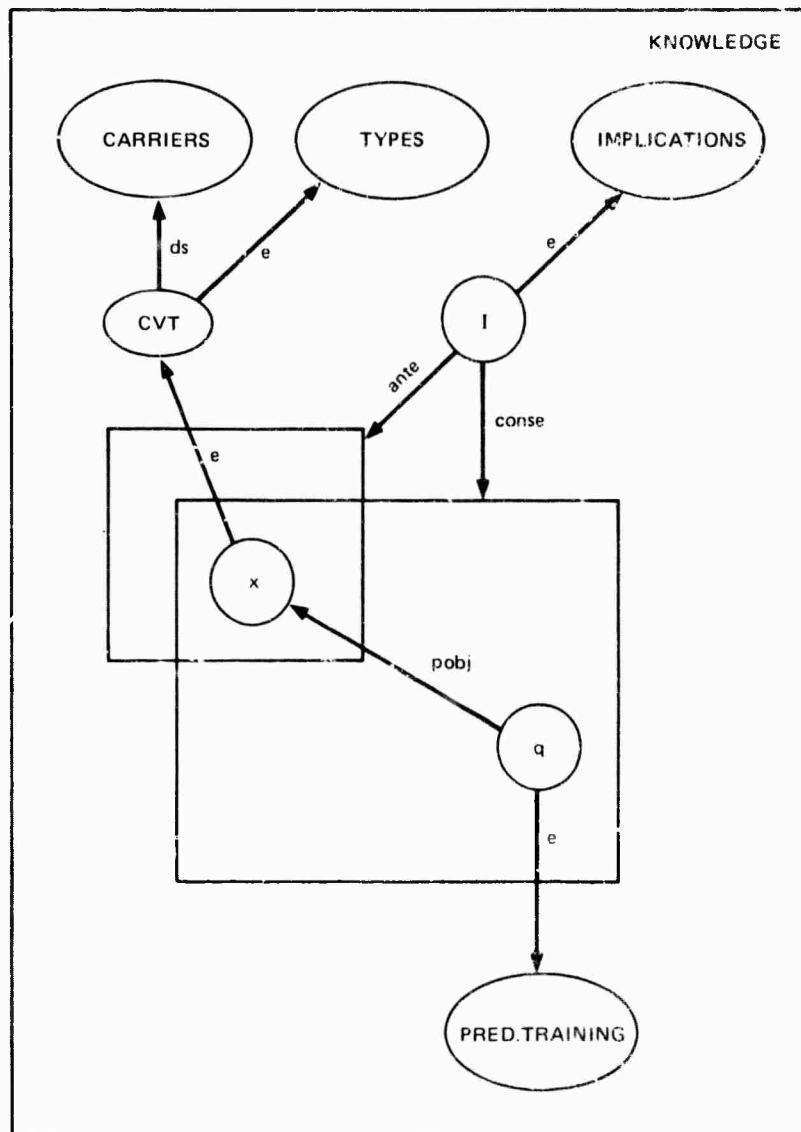 KNOWLEDGE
CARRIERS
TYPES
IMPLICATIONS
ds
e
e
CVT
I
ante
conse
e
x
pobj
q
e
PRED.TRAINING